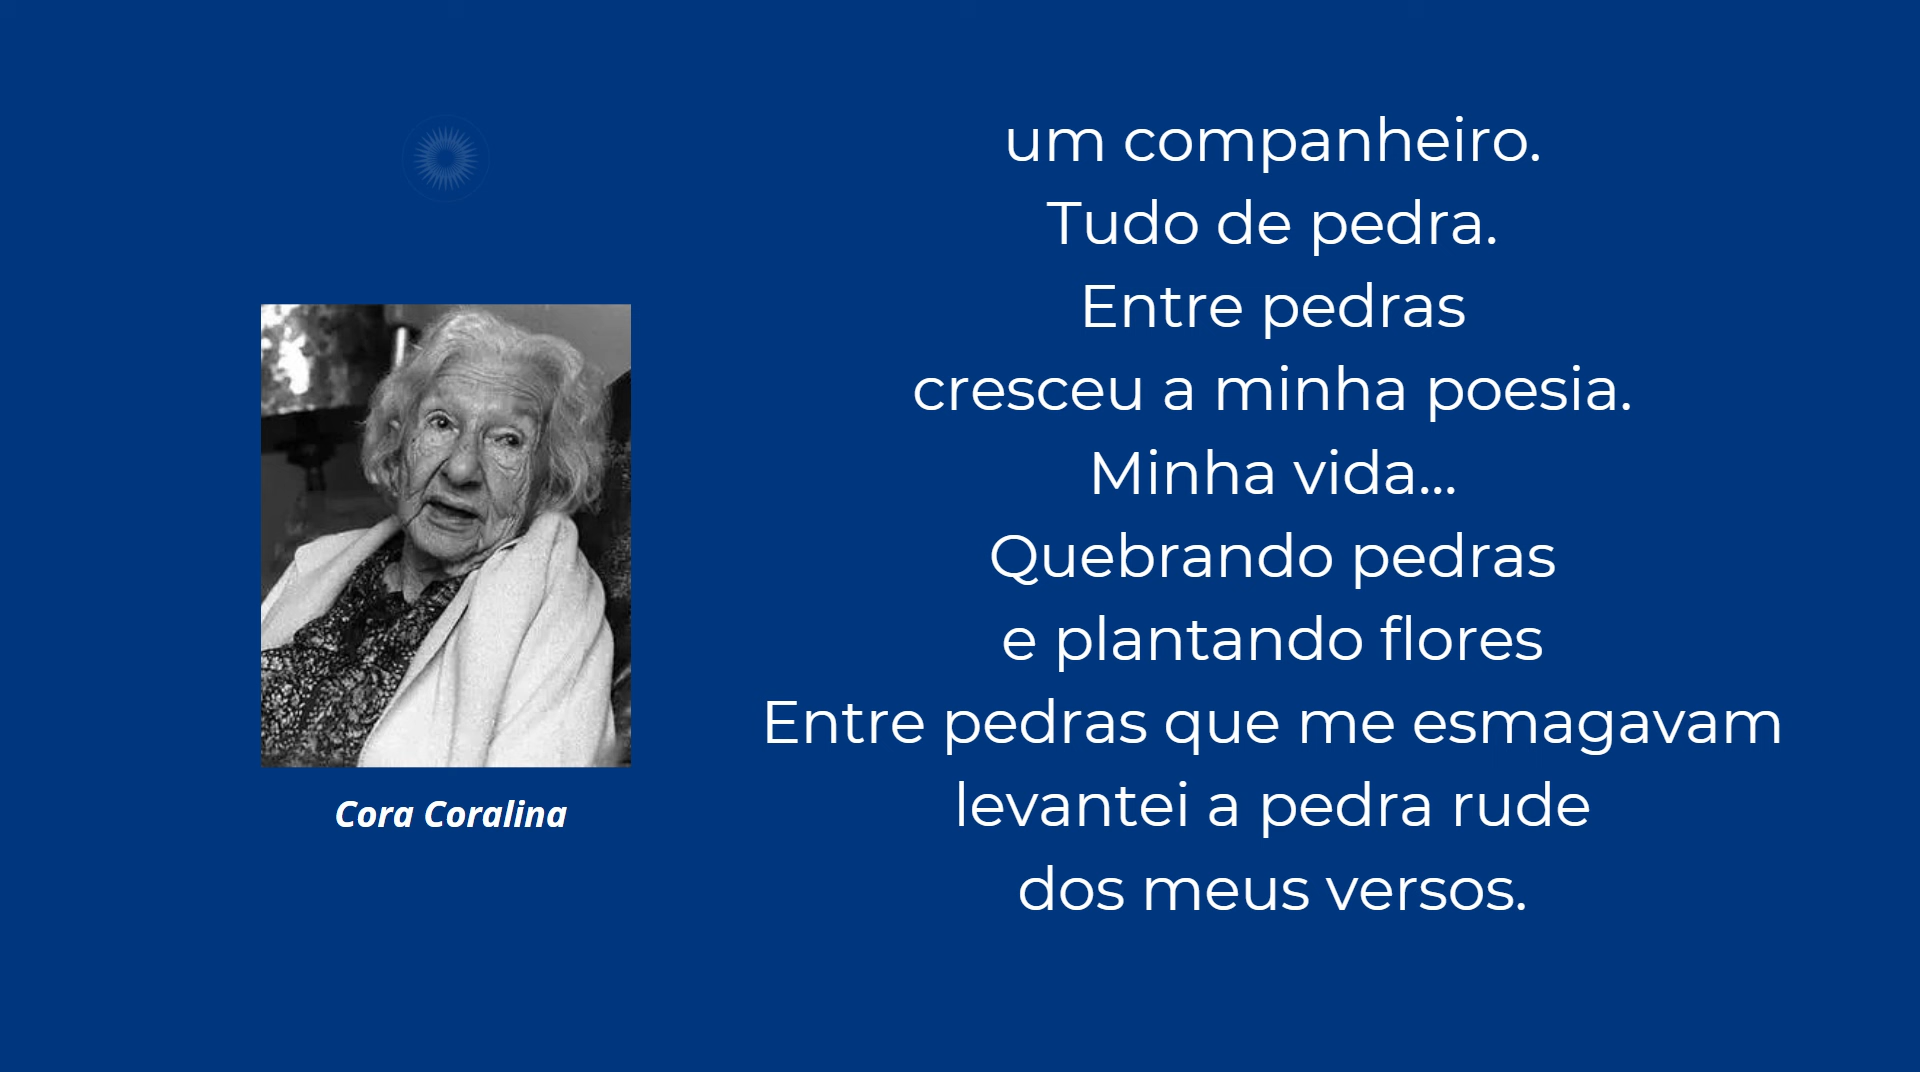 um companheiro.
Tudo de pedra.
Entre pedras
cresceu a minha poesia.
Minha vida...
Quebrando pedras
e plantando flores
Entre pedras que me esmagavam
levantei a pedra rude
dos meus versos.
Cora Coralina